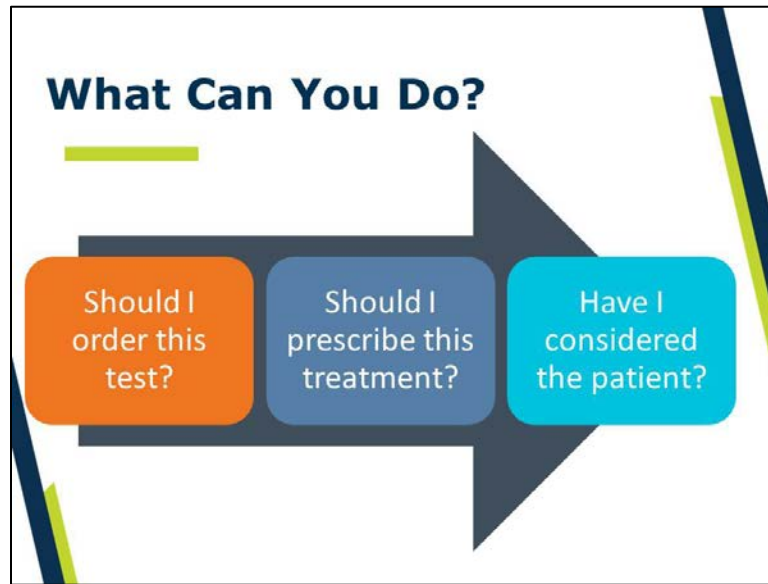 What Can You Do?
Should I
order this
test?
Should I
prescribe this
treatment?
Have I
considered
the patient?